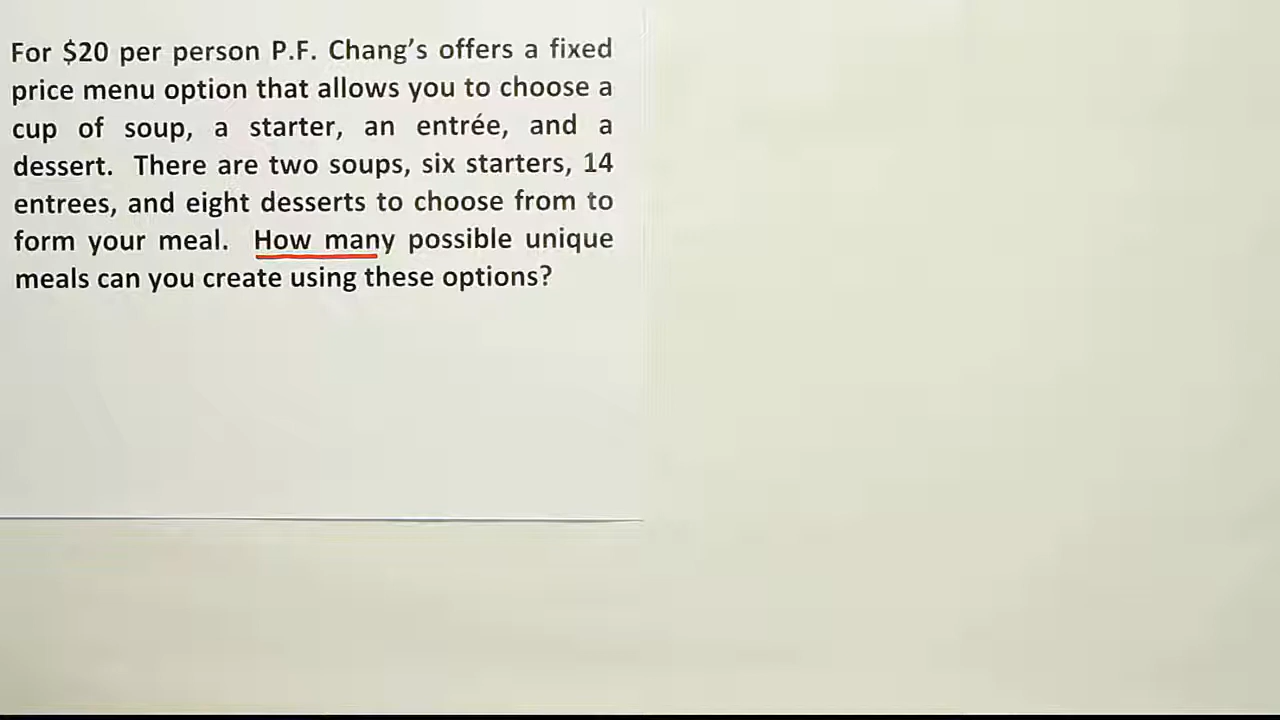 For $20 per person P.F. Chang’s offers a fixed
price menu option that allows you to choose a
cup of soup, a starter, an entrée, and a
dessert. There are two soups, six starters, 14
entrees, and eight desserts to choose from to
form your meal. How many possible unique
meals can you create using these options?